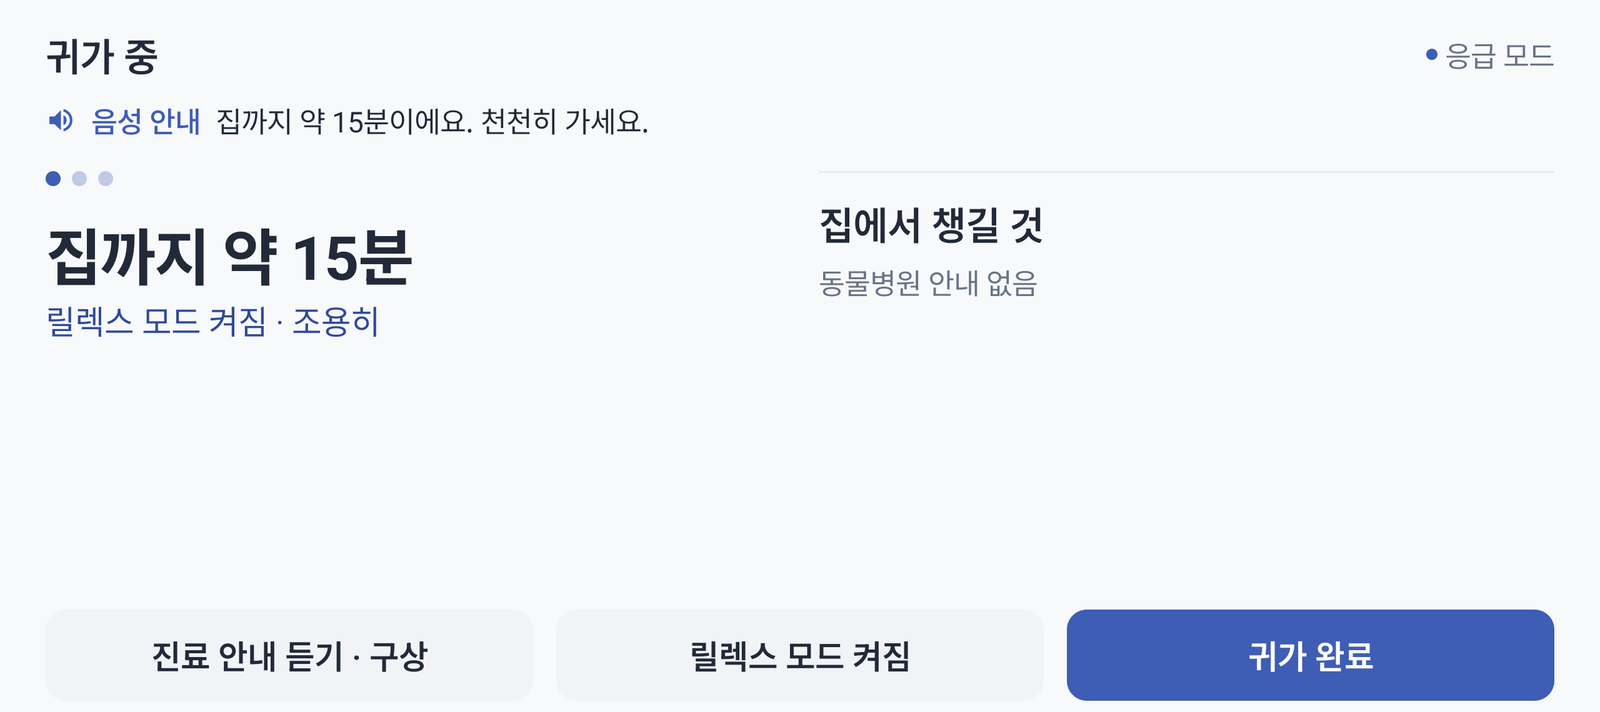 귀가 중
응급 모드
음성 안내 집까지 약 15분이에요. 천천히 가세요.
집까지 약 15분
릴렉스 모드 켜짐 · 조용히
집에서 챙길 것
동물병원 안내 없음
진료 안내 듣기 · 구상
릴렉스 모드 켜짐
귀가 완료